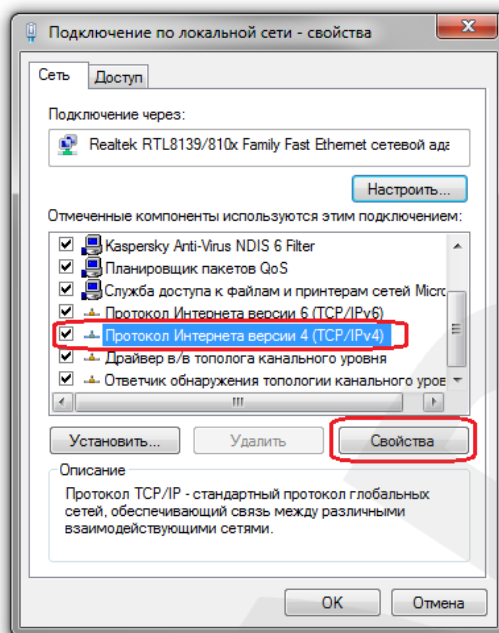 Подключение по локальной сети - свойства
Сеть
Доступ
Подключение через:
Realtek RTL8139/810x Family Fast Ethernet сетевой ада
Настроить...
Отмеченные компоненты используются этим подключением:
Kaspersky Anti-Virus NDIS 6 Filter
Планировщик пакетов QoS
Служба доступа к файлам и принтерам сетей Micro
Протокол Интернета версии 6 (TCP/IPv6)
Протокол Интернета версии 4 (TCP/IPv4)
Драйвер в/в тополога канального уровня
Ответчик обнаружения топологии канального уров
Установить...
Удалить
Свойства
Описание
Протокол TCP/IP - стандартный протокол глобальных
сетей, обеспечивающий связь между различными
взаимодействующими сетями.
OK
Отмена